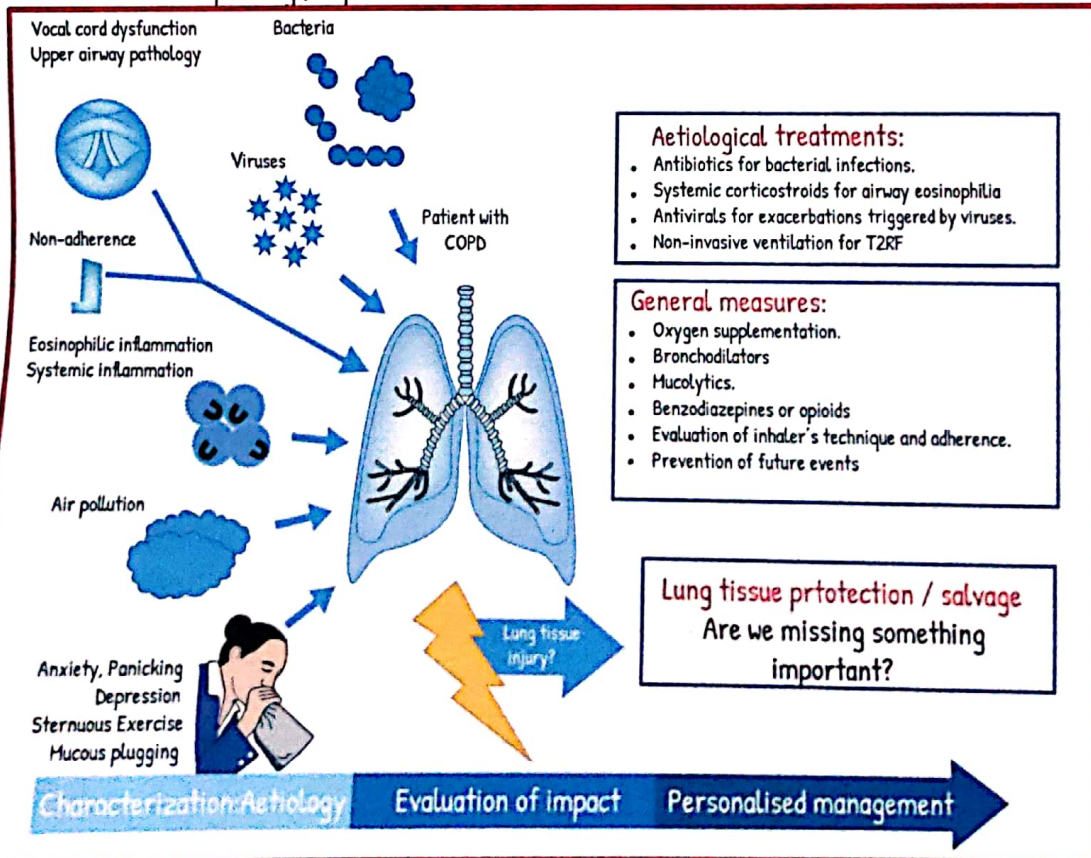 Vocal cord dysfunction
Upper airway pathology
Bacteria
Viruses
Patient with
COPD
Non-adherence
Eosinophilic inflammation
Systemic inflammation
Air pollution
Anxiety, Panicking
Depression
Sternuous Exercise
Mucous plugging
Lung tissue
injury?
Aetiological treatments:
• Antibiotics for bacterial infections.
• Systemic corticostroids for airway eosinophilia
• Antivirals for exacerbations triggered by viruses.
• Non-invasive ventilation for T2RF
General measures:
• Oxygen supplementation.
• Bronchodilators
• Mucolytics.
• Benzodiazepines or opioids
• Evaluation of inhaler's technique and adherence.
• Prevention of future events
Lung tissue prtotection / salvage
Are we missing something
important?
Characterization:Aetiology
Evaluation of impact
Personalised management